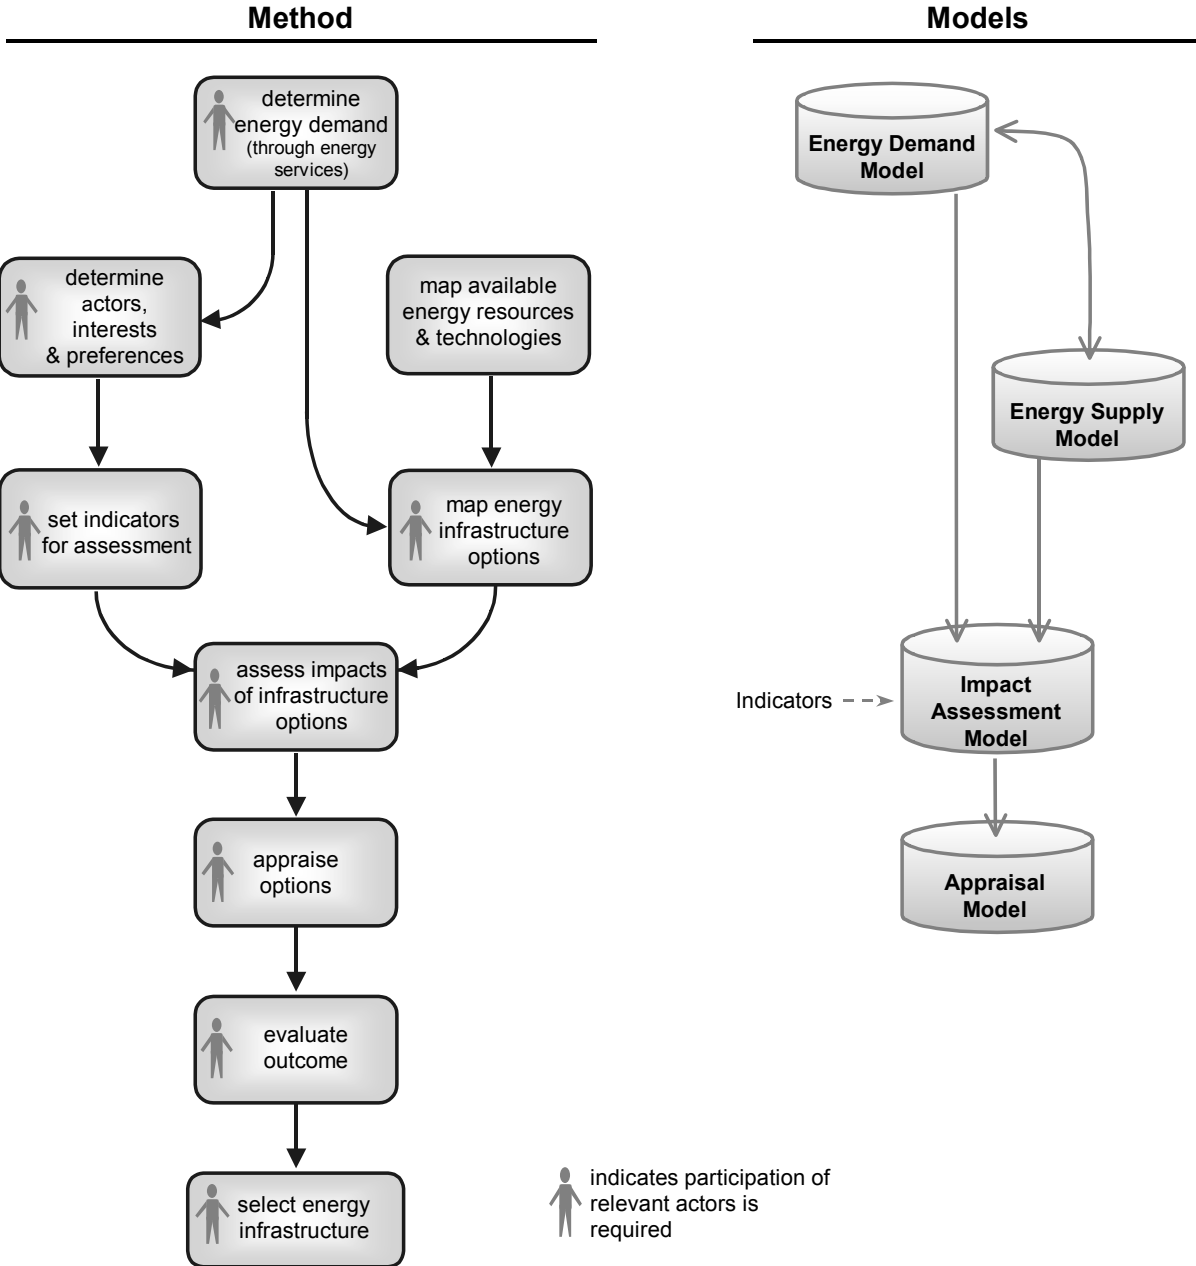 Method
Models
determine
energy demand
(through energy
services)
Energy Demand
Model
determine
actors,
interests
& preferences
map available
energy resources
& technologies
Energy Supply
Model
set indicators
for assessment
map energy
infrastructure
options
assess impacts
of infrastructure
options
Indicators
Impact
Assessment
Model
appraise
options
Appraisal
Model
evaluate
outcome
select energy
infrastructure
indicates participation of
relevant actors is
required